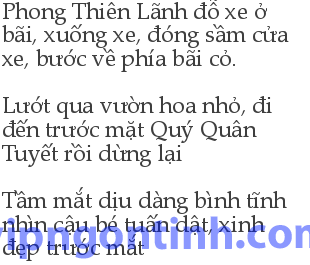 Phong Thiên Lãnh đỗ xe ở
bãi, xuống xe, đóng sầm cửa
xe, bước về phía bãi cỏ.
Lướt qua vườn hoa nhỏ, đi
đến trước mặt Quý Quân
Tuyết rồi dừng lại
Tầm mắt dịu dàng bình tĩnh
nhìn cậu bé tuấn dật, xinh
đẹp trước mắt
vipngontinh.com